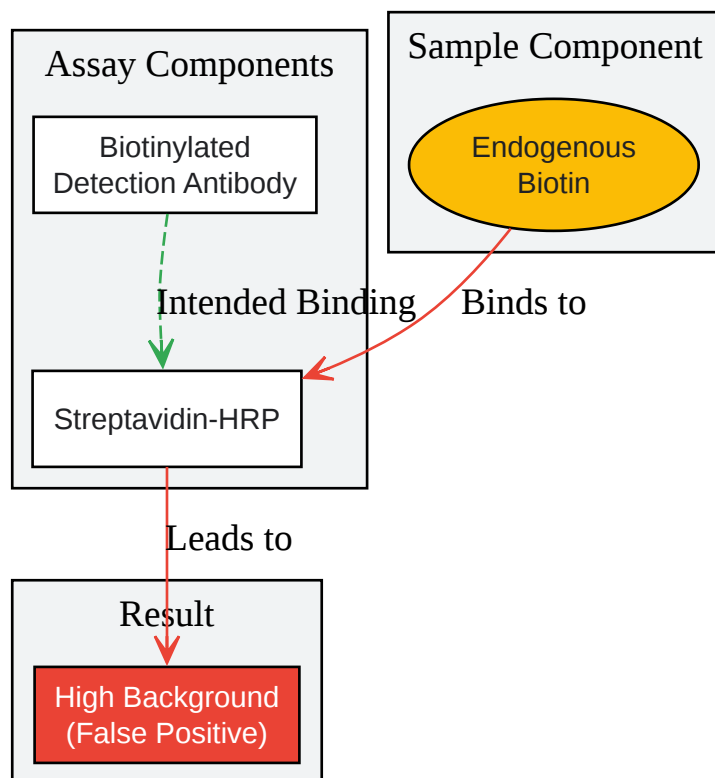 Assay Components
Biotinylated
Detection Antibody
Sample Component
Endogenous
Biotin
Intended Binding
Binds to
Streptavidin-HRP
Leads to
Result
High Background
(False Positive)